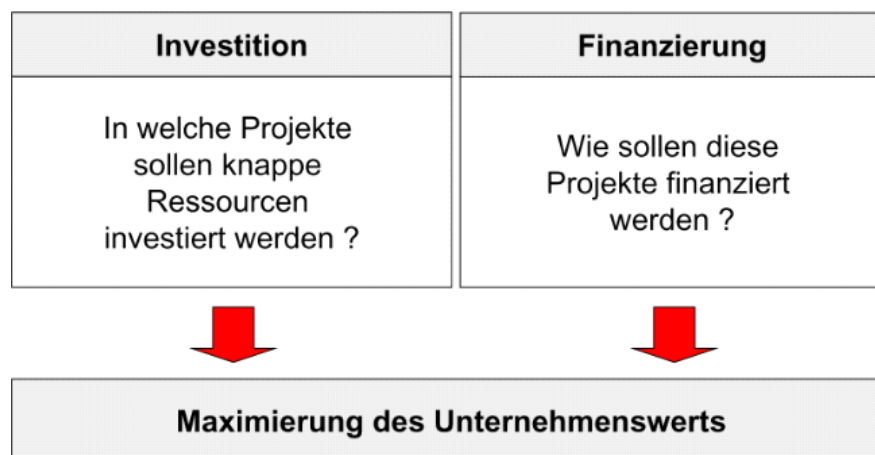 Investition
In welche Projekte
sollen knappe
Ressourcen
investiert werden ?
Finanzierung
Wie sollen diese
Projekte finanziert
werden ?
Maximierung des Unternehmenswerts